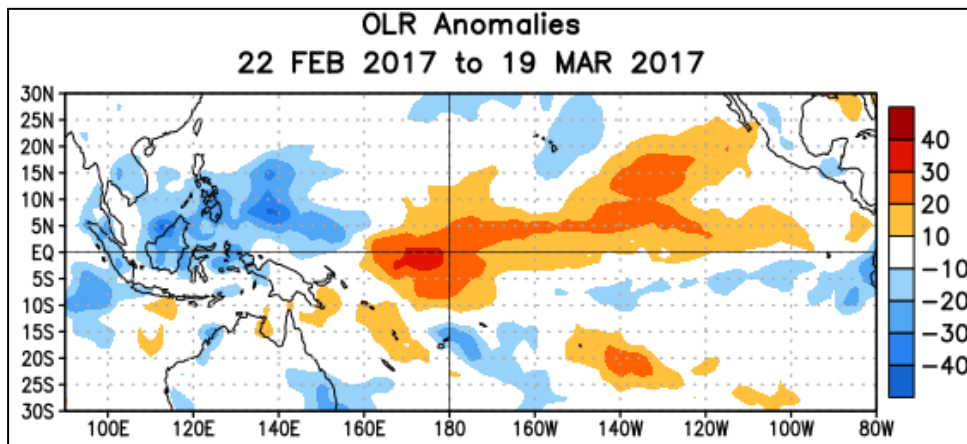 OLR Anomalies
22 FEB 2017 to 19 MAR 2017
30N
25N
20N
15N
10N
5N
EQ
5S
10S
15S
20S
25S
30S
100E 120E 140E 160E 180 160W 140W 120W 100W 80W
40
30
20
10
-10
-20
-30
-40